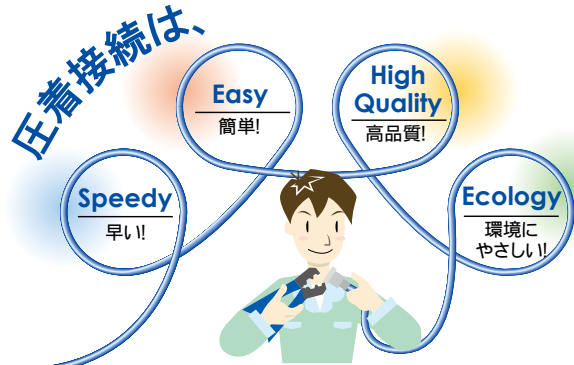 圧着接続は、
Speedy
早い!
Easy
簡単!
High
Quality
高品質!
Ecology
環境に
やさしい!